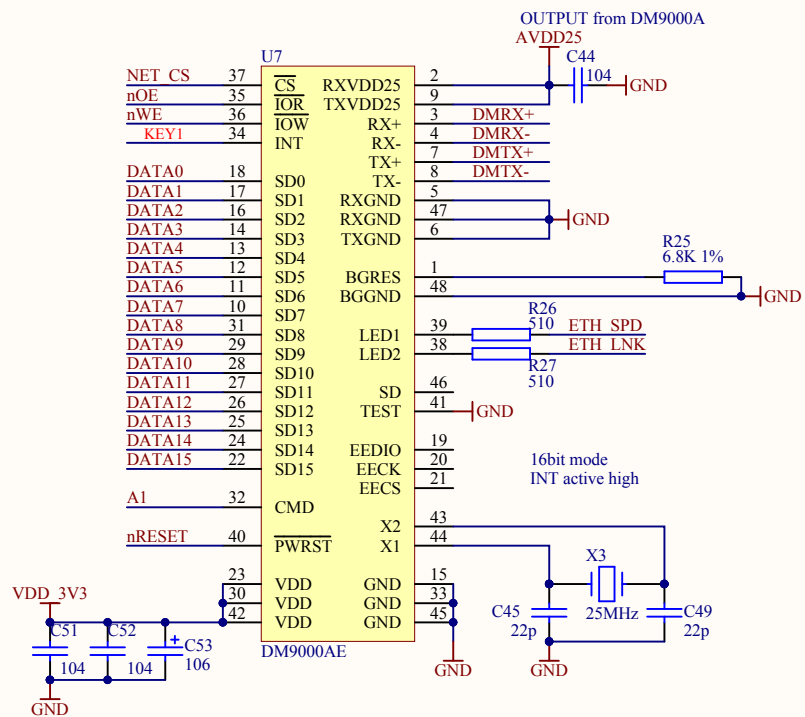 OUTPUT from DM9000A
AVDD25
U7
C44
104
GND
NET_CS 37 CS RXVDD25 2
nOE 35 IOR TXVDD25 9
nWE 36 IOW RX+ 3 DMRX+
KEY1 34 INT RX- 4 DMRX-
TX+ 7 DMTX+
DATA0 18 SD0 TX- 8 DMTX-
DATA1 17 SD1 RXGND 5
DATA2 16 SD2 RXGND 47 GND
DATA3 14 SD3 TXGND 6
DATA4 13 SD4
DATA5 12 SD5 BGRES 1
R25
6.8K 1%
DATA6 11 SD6 BGGND 48 GND
DATA7 10 SD7
DATA8 31 SD8 LED1 39 R26 510 ETH_SPD
DATA9 29 SD9 LED2 38 R27 510 ETH_LNK
DATA10 28 SD10
DATA11 27 SD11 SD 46
DATA12 26 SD12 TEST 41 GND
DATA13 25 SD13
DATA14 24 SD14 EEDIO 19
DATA15 22 SD15 EECK 20
EECS 21
16bit mode
INT active high
A1 32 CMD
X2 43
nRESET 40 PWRST X1 44
X3
25MHz
23 VDD GND 15
30 VDD GND 33
42 VDD GND 45
VDD_3V3
C45
22p
C49
22p
C51
104
C52
104
+
C53
106
DM9000AE
GND
GND
GND